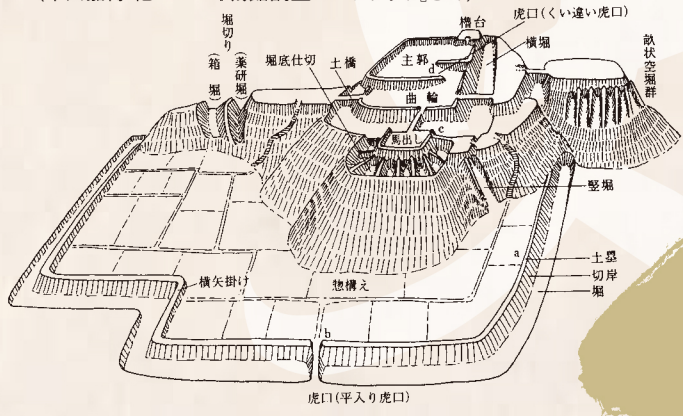 櫓台
虎口(くい違い虎口)
横堀
畝状空堀群
堀切り
(箱堀)
(薬研堀)
堀底仕切
土橋
主郭
d
曲輪
c
馬出し
竪堀
a
土塁
切岸
堀
横矢掛け
惣構え
b
虎口(平入り虎口)